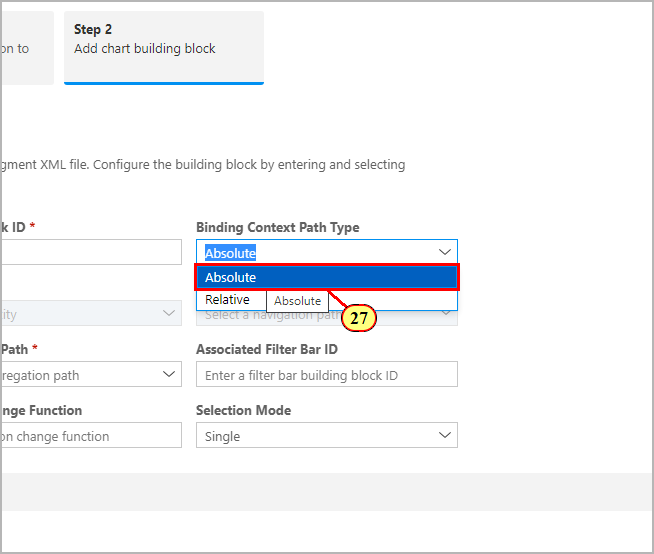 on to
Step 2
Add chart building block
gment XML file. Configure the building block by entering and selecting
k ID *
Binding Context Path Type
Absolute
Absolute
Relative
Absolute
ity
Select a navigation pat
27
Path *
Associated Filter Bar ID
regation path
Enter a filter bar building block ID
nge Function
Selection Mode
on change function
Single